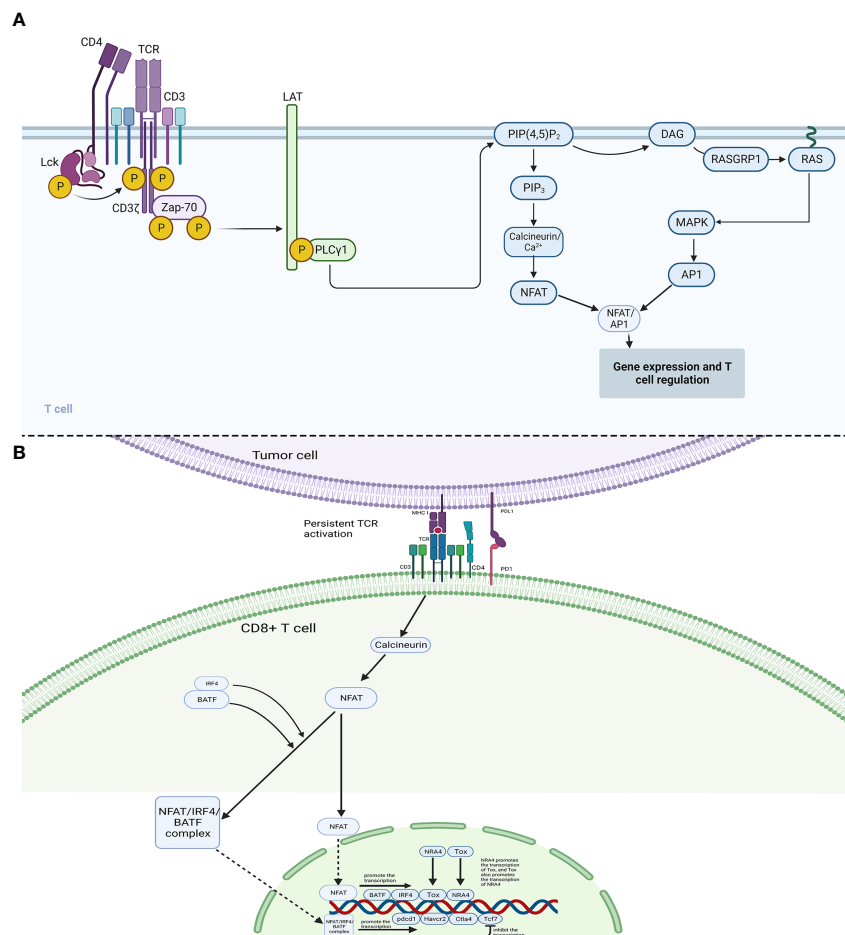 A
CD4
TCR
CD3
LAT
Lck
P
P
P
CD3ζ
Zap-70
P
P
P
PLCγ1
PIP(4,5)P₂
DAG
RASGRP1
RAS
PIP₃
MAPK
Calcineurin/
Ca²⁺
AP1
NFAT
NFAT/
AP1
Gene expression and T
cell regulation
T cell
B
Tumor cell
Persistent TCR
activation
MHC I
PDL1
TCR
CD3
CD4
PD1
CD8+ T cell
Calcineurin
IRF4
BATF
NFAT
NFAT/IRF4/
BATF
complex
NFAT
NRA4
Tox
NRA4 promotes
the transcription
of Tox, and Tox
also promotes
the transcription
of NRA4
promote the
transcription
NFAT
BATF
IRF4
Tox
NRA4
NFAT/IRF4/
BATF
complex
promote the
transcription
pdcd1
Havcr2
Ctla4
Tcf7
inhibit the